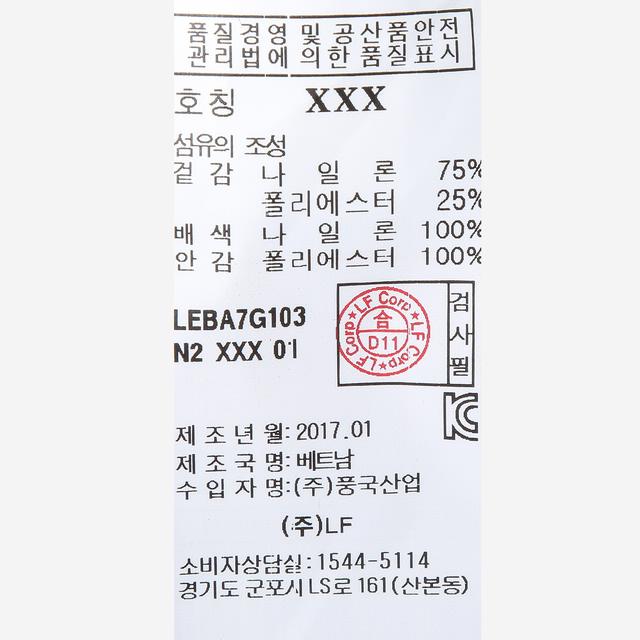 품질경영 및 공산품안전
관리법에 의한 품질표시
호칭 XXX
섬유의 조성
겉감 나일론 75%
폴리에스터 25%
배색 나일론 100%
안감 폴리에스터 100%
LEBA7G103
N2 XXX 01
LF Corp ★ LF Corp ★ LF Corp ★
合
D11
검사필
KC
제조년월: 2017.01
제조국명: 베트남
수입자명: (주)풍국산업
(주)LF
소비자상담실: 1544-5114
경기도 군포시 LS로 161(산본동)